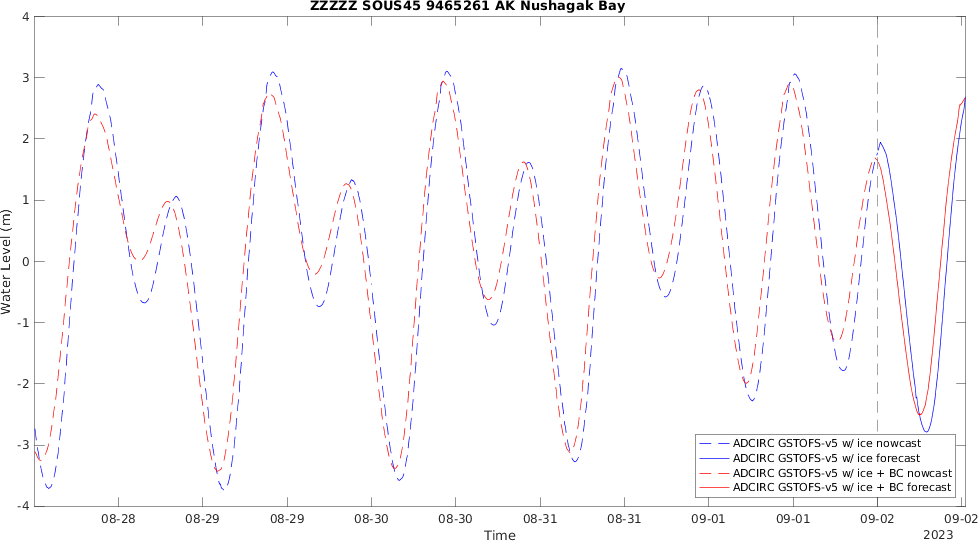 ZZZZZ SOUS45 9465261 AK Nushagak Bay
4
3
2
1
0
-1
-2
-3
-4
Water Level (m)
ADCIRC GSTOFS-v5 w/ ice nowcast
ADCIRC GSTOFS-v5 w/ ice forecast
ADCIRC GSTOFS-v5 w/ ice + BC nowcast
ADCIRC GSTOFS-v5 w/ ice + BC forecast
08-28 08-29 08-29 08-30 08-30 08-31 08-31 09-01 09-01 09-02 09-02
Time
2023